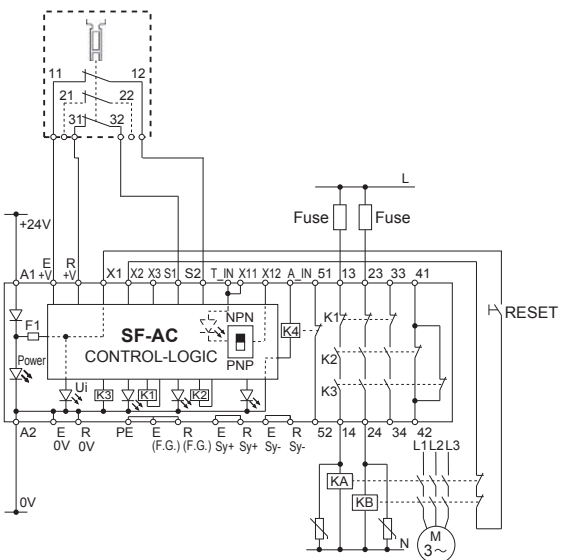 11 12
21 22
31 32
L
Fuse Fuse
+24V
A1 E +V R +V X1 X2 X3 S1 S2 T_IN X11 X12 A_IN 51 13 23 33 41
RESET
F1
SF-AC
CONTROL-LOGIC
NPN
PNP
K4
K1
K2
K3
Power
Ui
K3 K1 K2
A2 E 0V R 0V PE E (F.G.) R (F.G.) E Sy+ R Sy+ E Sy- R Sy- 52 14 24 34 42
L1 L2 L3
0V
KA
KB
N
M
3~